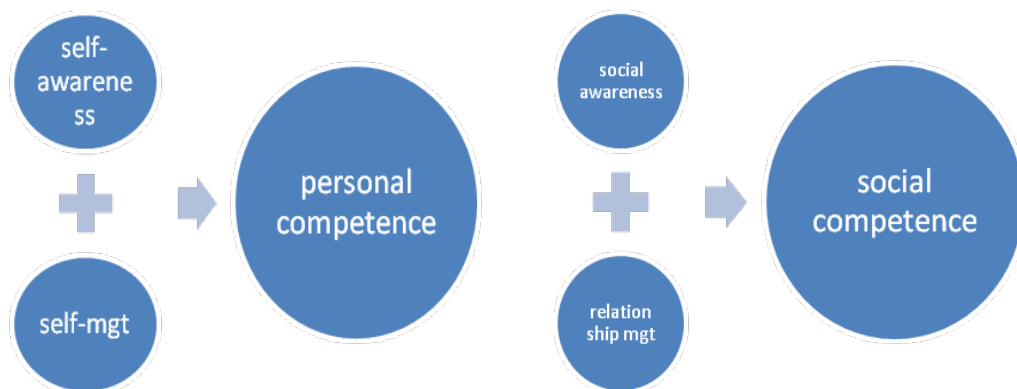 self-
awarene
ss
self-mgt
personal
competence
social
awareness
relation
ship mgt
social
competence